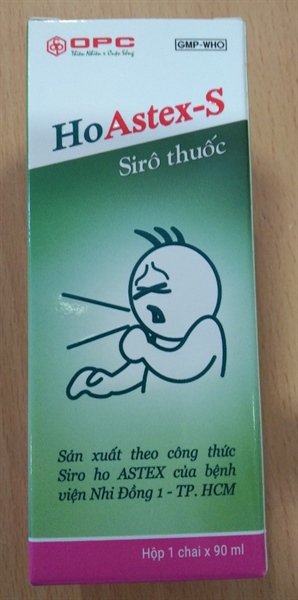 OPC
Thiên Nhiên & Cuộc Sống
GMP-WHO
HoAstex-S
Sirô thuốc
Sản xuất theo công thức
Siro ho ASTEX của bệnh
viện Nhi Đồng 1 - TP. HCM
Hộp 1 chai x 90 ml